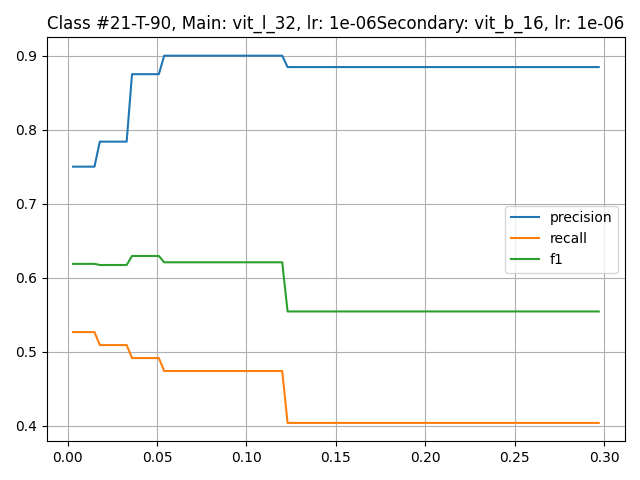 Class #21-T-90, Main: vit_l_32, lr: 1e-06Secondary: vit_b_16, lr: 1e-06
0.9
0.8
0.7
0.6
0.5
0.4
precision
recall
f1
0.00 0.05 0.10 0.15 0.20 0.25 0.30